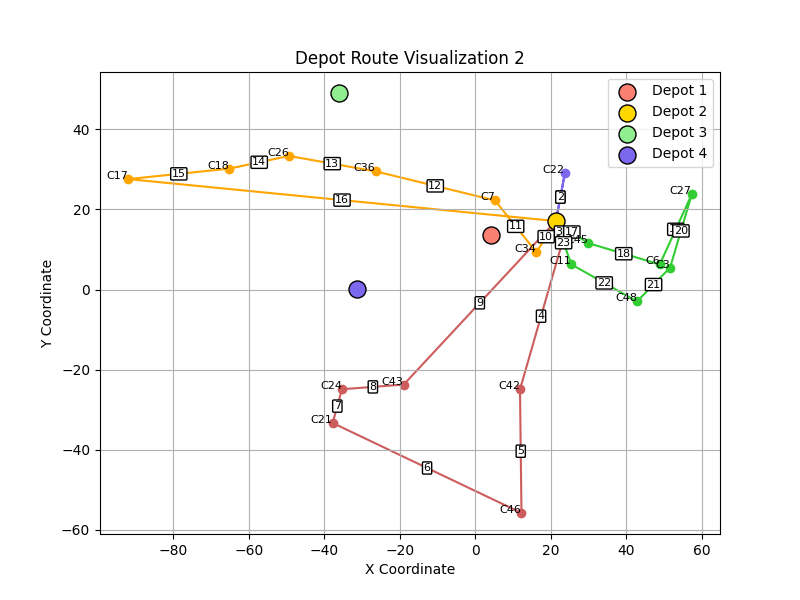 Depot Route Visualization 2
Depot 1
Depot 2
Depot 3
Depot 4
40
20
0
−20
−40
−60
Y Coordinate
−80
−60
−40
−20
0
20
40
60
X Coordinate
C17
C18
C26
C36
C7
C34
C22
C27
C6
C3
C11
C48
C24
C43
C21
C42
C46
2
4
5
6
7
8
9
10
11
12
13
14
15
16
17
18
20
21
22
23